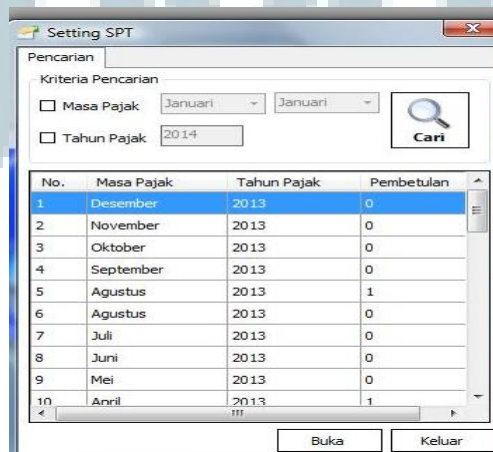 Setting SPT
Pencarian
Kriteria Pencarian
Masa Pajak Januari Januari
Tahun Pajak 2014
Cari
No. Masa Pajak Tahun Pajak Pembetulan
1 Desember 2013 0
2 November 2013 0
3 Oktober 2013 0
4 September 2013 0
5 Agustus 2013 1
6 Agustus 2013 0
7 Juli 2013 0
8 Juni 2013 0
9 Mei 2013 0
10 April 2013 1
Buka Keluar